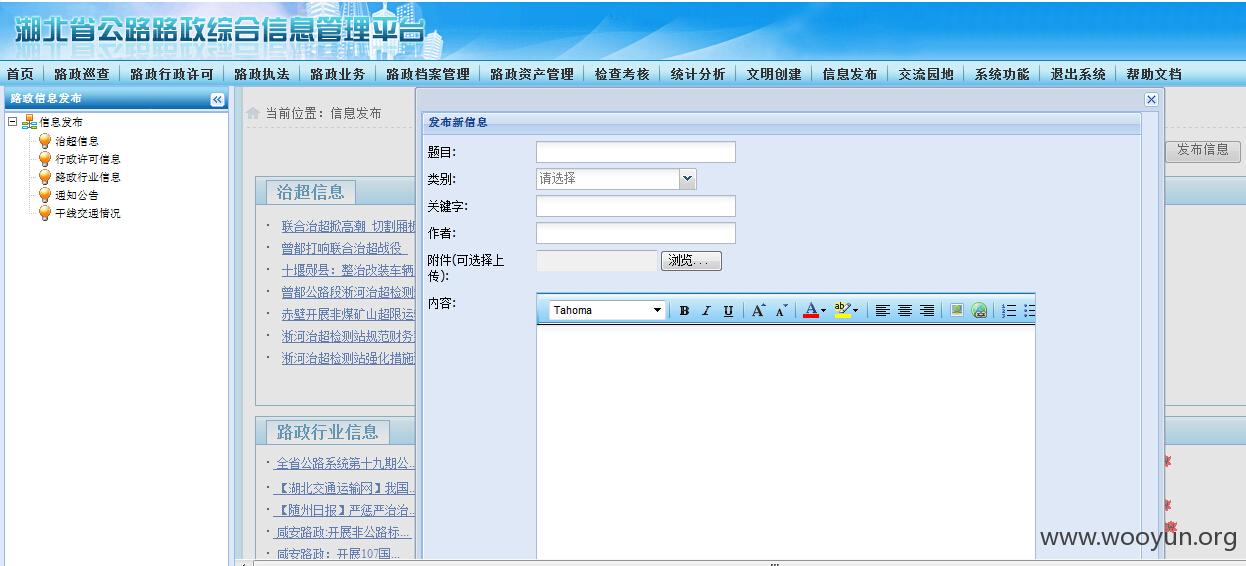 湖北省公路路政综合信息管理平台
首页 路政巡查 路政行政许可 路政执法 路政业务 路政档案管理 路政资产管理 检查考核 统计分析 文明创建 信息发布 交流园地 系统功能 退出系统 帮助文档
路政信息发布
信息发布
治超信息
行政许可信息
路政行业信息
通知公告
干线交通情况
当前位置：信息发布
发布信息
治超信息
联合治超掀高潮 切割厢板
曾都打响联合治超战役
十堰郧县：整治改装车辆
曾都公路段淅河治超检测
赤壁开展非煤矿山超限运
淅河治超检测站规范财务
淅河治超检测站强化措施
路政行业信息
全省公路系统第十九期公...
【湖北交通运输网】我国...
【随州日报】严惩严治治...
咸安路政:开展非公路标...
咸安路政：开展107国...
发布新信息
题目:
类别:
请选择
关键字:
作者:
附件(可选择上
传):
浏览...
内容:
Tahoma
B I U A A A ab
www.wooyun.org